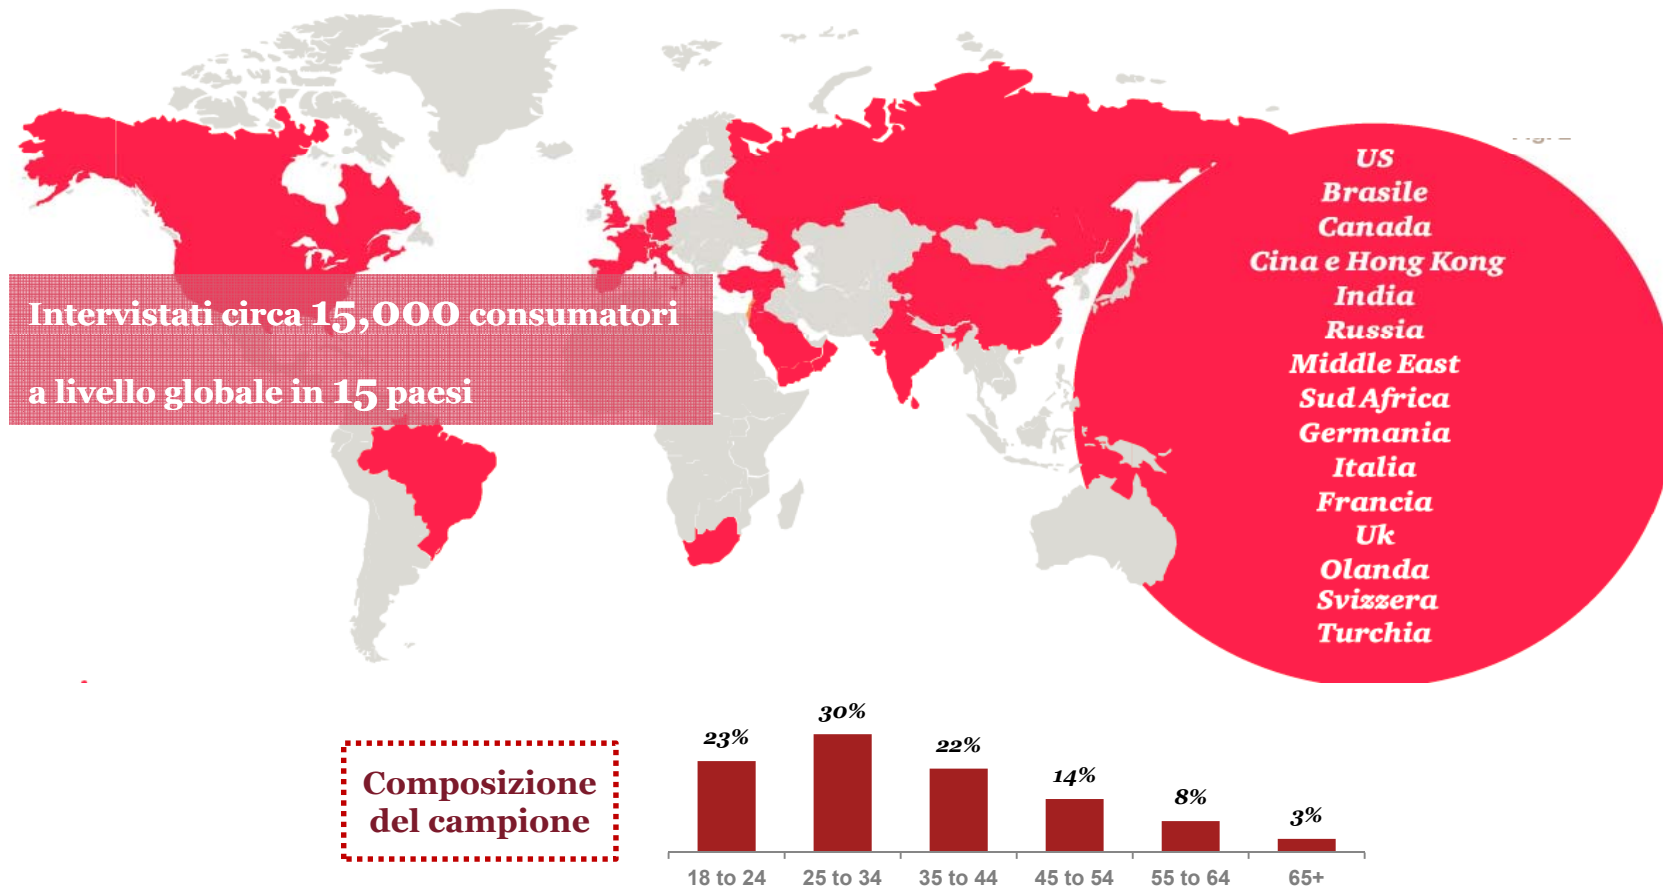 Intervistati circa 15,000 consumatori
a livello globale in 15 paesi
US
Brasile
Canada
Cina e Hong Kong
India
Russia
Middle East
Sud Africa
Germania
Italia
Francia
Uk
Olanda
Svizzera
Turchia
Composizione
del campione
23%
30%
22%
14%
8%
3%
18 to 24
25 to 34
35 to 44
45 to 54
55 to 64
65+